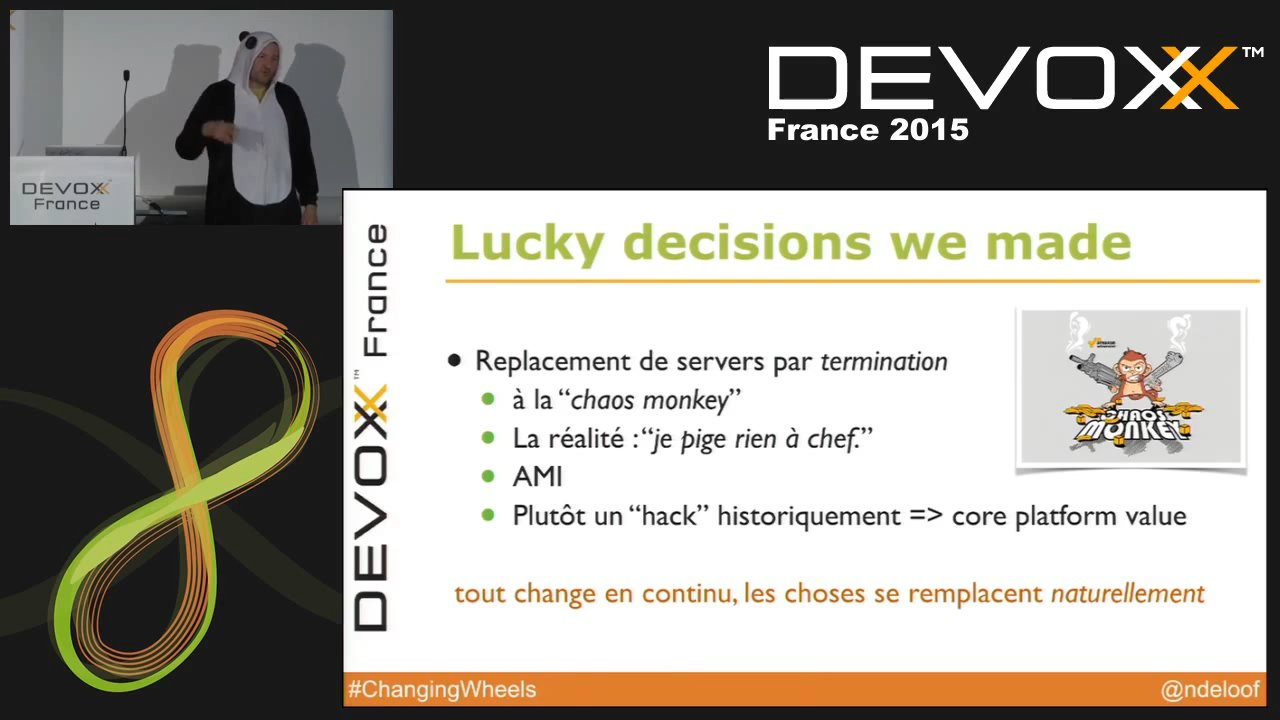 DEVOXX™
France 2015
DEVOXX
France
DEVOXX™ France
Lucky decisions we made
• Replacement de servers par termination
• à la “chaos monkey”
• La réalité : “je pige rien à chef.”
• AMI
• Plutôt un “hack” historiquement => core platform value
CHAOS
MONKEY
tout change en continu, les choses se remplacent naturellement
#ChangingWheels
@ndeloof